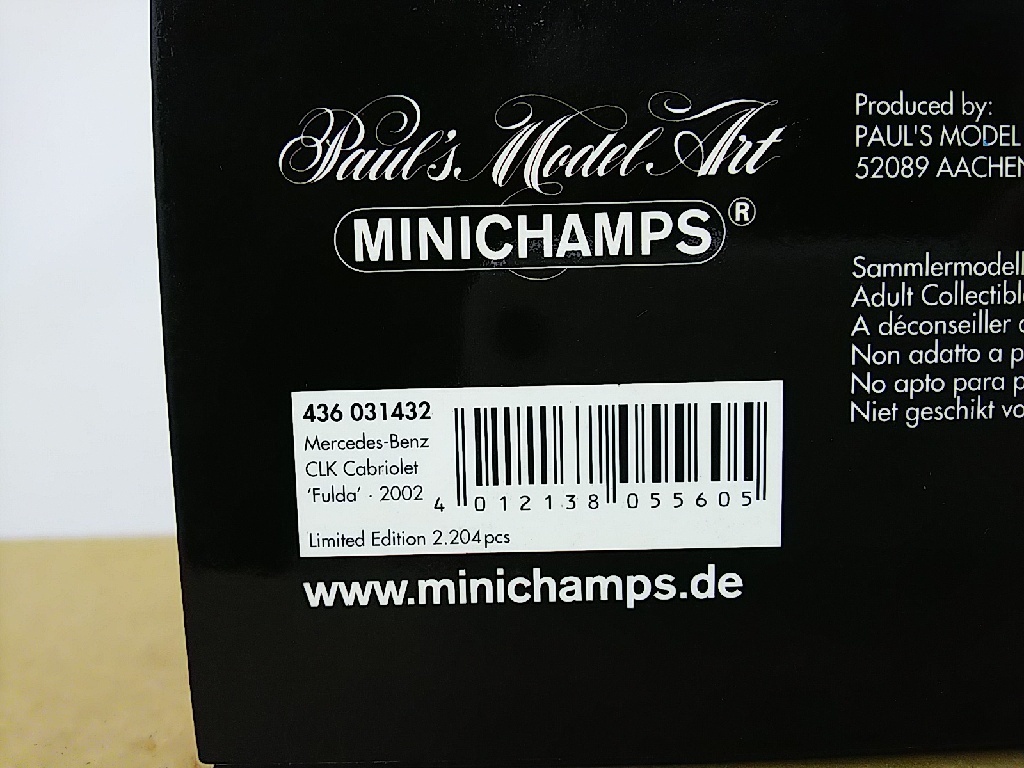 Paul's Model Art
MINICHAMPS®
436 031432
Mercedes-Benz
CLK Cabriolet
'Fulda' · 2002
4 012138 055605
Limited Edition 2.204pcs
www.minichamps.de
Produced by:
PAUL'S MODEL
52089 AACHEN
Sammlermodell
Adult Collectible
A déconseiller
Non adatto a p
No apto para p
Niet geschikt vo